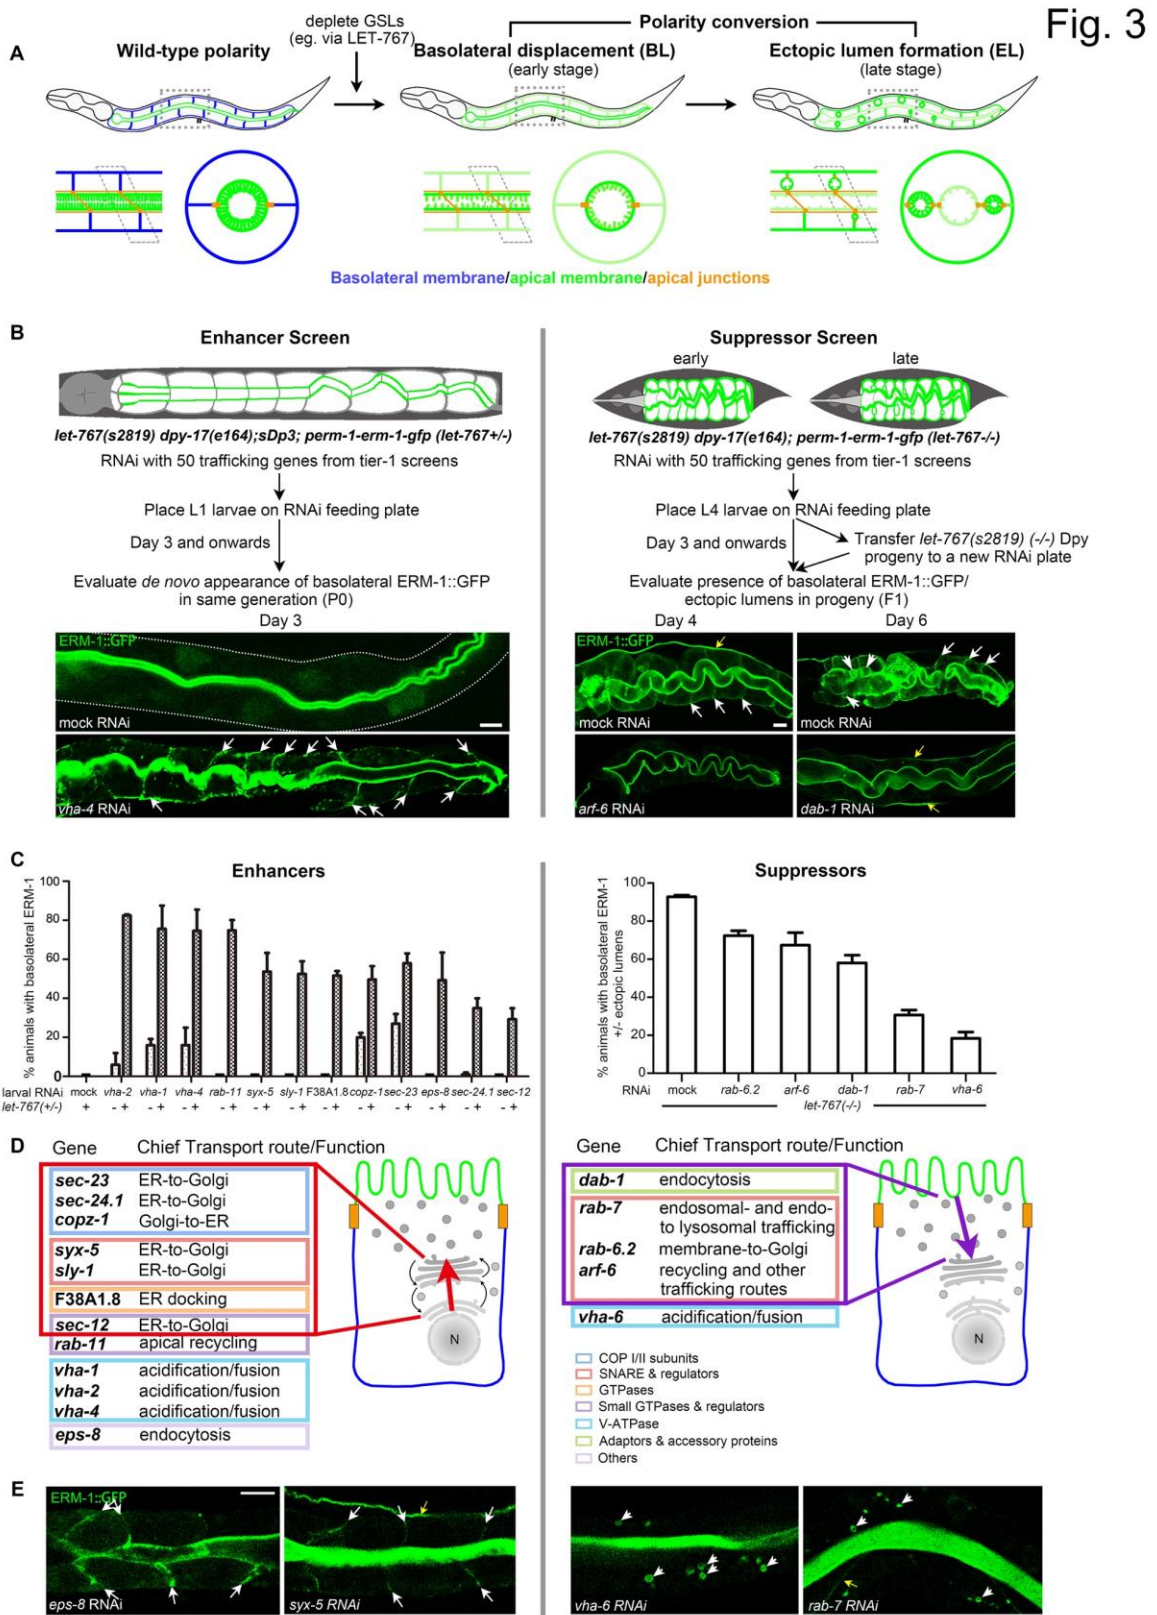 Fig. 3
A
deplete GSLs
(eg. via LET-767)
Polarity conversion
Wild-type polarity
Basolateral displacement (BL)
(early stage)
Ectopic lumen formation (EL)
(late stage)
Basolateral membrane/apical membrane/apical junctions
B
Enhancer Screen
let-767(s2819) dpy-17(e164);sDp3; perm-1-erm-1-gfp (let-767+/-)
RNAi with 50 trafficking genes from tier-1 screens
Place L1 larvae on RNAi feeding plate
Day 3 and onwards
Evaluate de novo appearance of basolateral ERM-1::GFP
in same generation (P0)
Day 3
ERM-1::GFP
mock RNAi
vha-4 RNAi
Suppressor Screen
early
late
let-767(s2819) dpy-17(e164); perm-1-erm-1-gfp (let-767-/-)
RNAi with 50 trafficking genes from tier-1 screens
Place L4 larvae on RNAi feeding plate
Day 3 and onwards
Transfer let-767(s2819) (-/-) Dpy
progeny to a new RNAi plate
Evaluate presence of basolateral ERM-1::GFP/
ectopic lumens in progeny (F1)
Day 4
Day 6
ERM-1::GFP
mock RNAi
mock RNAi
arf-6 RNAi
dab-1 RNAi
C
Enhancers
% animals with basolateral ERM-1
100
80
60
40
20
0
larval RNAi mock vha-2 vha-1 vha-4 rab-11 syx-5 sly-1 F38A1.8 copz-1 sec-23 eps-8 sec-24.1 sec-12
let-767(+/-) + - + - + - + - + - + - + - + - + - + - + - + - +
Suppressors
% animals with basolateral ERM-1
+/- ectopic lumens
100
80
60
40
20
0
RNAi mock rab-6.2 arf-6 dab-1 rab-7 vha-6
let-767(-/-)
D
Gene Chief Transport route/Function
sec-23 ER-to-Golgi
sec-24.1 ER-to-Golgi
copz-1 Golgi-to-ER
syx-5 ER-to-Golgi
sly-1 ER-to-Golgi
F38A1.8 ER docking
sec-12 ER-to-Golgi
rab-11 apical recycling
vha-1 acidification/fusion
vha-2 acidification/fusion
vha-4 acidification/fusion
eps-8 endocytosis
N
Gene Chief Transport route/Function
dab-1 endocytosis
rab-7 endosomal- and endo-
to lysosomal trafficking
rab-6.2 membrane-to-Golgi
arf-6 recycling and other
trafficking routes
vha-6 acidification/fusion
N
COP I/II subunits
SNARE & regulators
GTPases
Small GTPases & regulators
V-ATPase
Adaptors & accessory proteins
Others
E
ERM-1::GFP
eps-8 RNAi
syx-5 RNAi
vha-6 RNAi
rab-7 RNAi